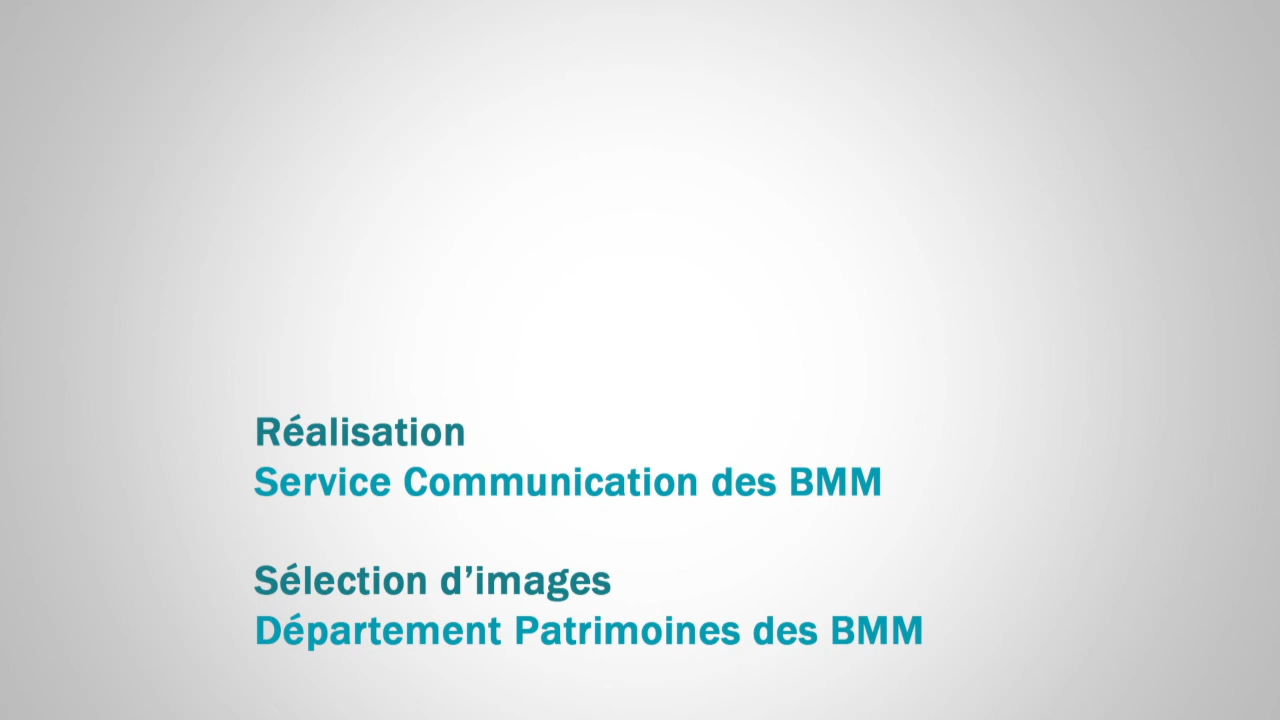 Réalisation
Service Communication des BMM
Sélection d’images
Département Patrimoines des BMM